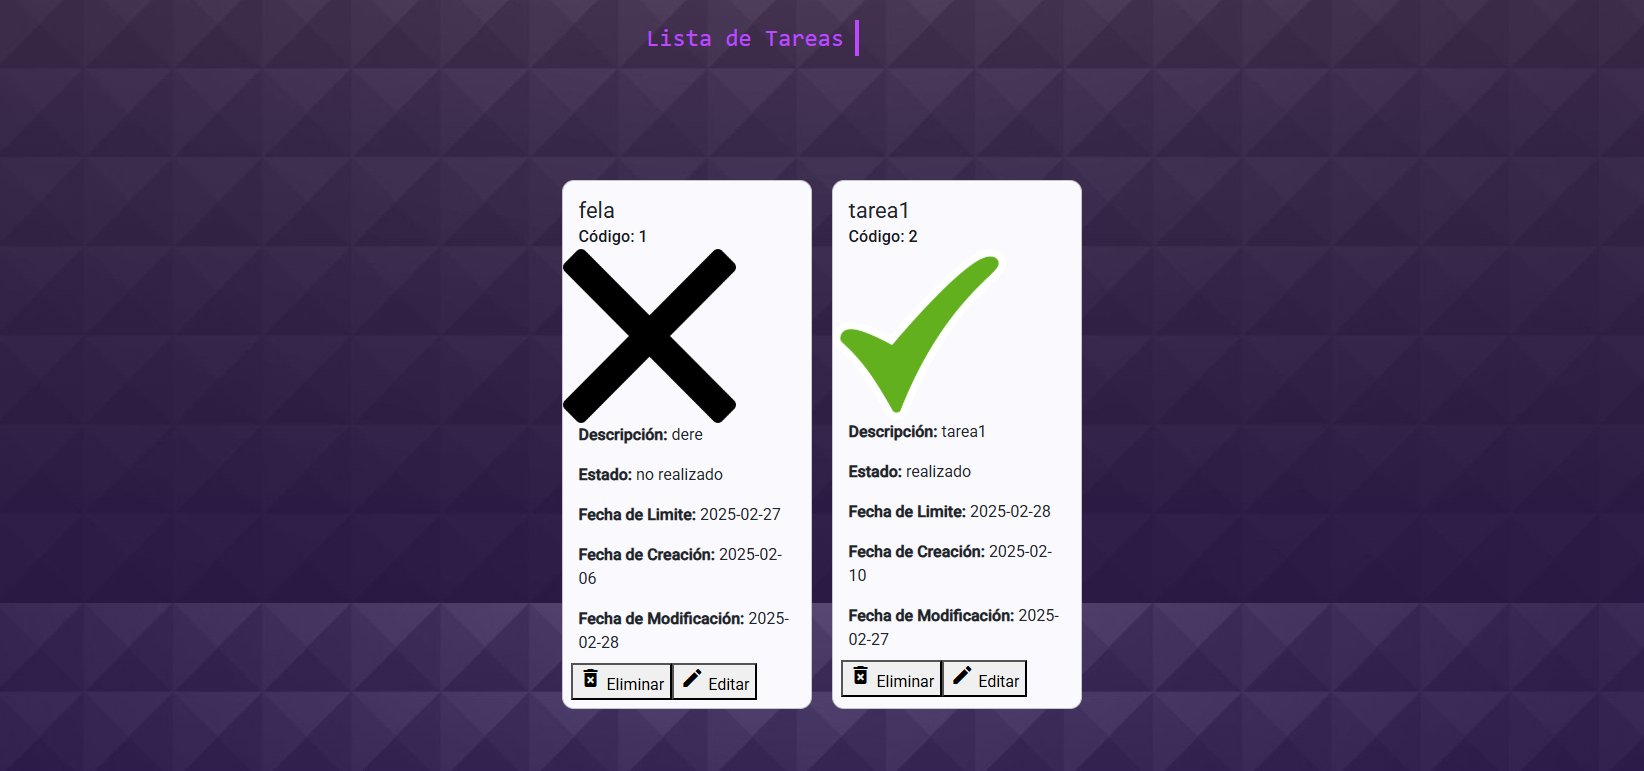 Lista de Tareas
fela
Código: 1
Descripción: dere
Estado: no realizado
Fecha de Limite: 2025-02-27
Fecha de Creación: 2025-02-
06
Fecha de Modificación: 2025-
02-28
Eliminar Editar
tarea1
Código: 2
Descripción: tarea1
Estado: realizado
Fecha de Limite: 2025-02-28
Fecha de Creación: 2025-02-
10
Fecha de Modificación: 2025-
02-27
Eliminar Editar